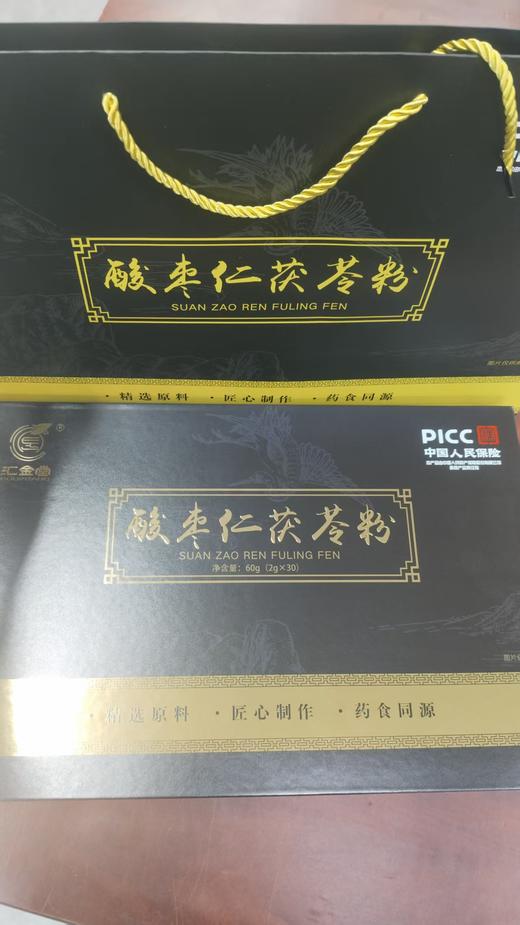 酸枣仁茯苓粉
SUAN ZAO REN FULING FEN
· 精选原料 · 匠心制作 · 药食同源
汇金堂
®
PICC
中国人民保险
酸枣仁茯苓粉
SUAN ZAO REN FULING FEN
净含量：60g（2g×30）
· 精选原料 · 匠心制作 · 药食同源